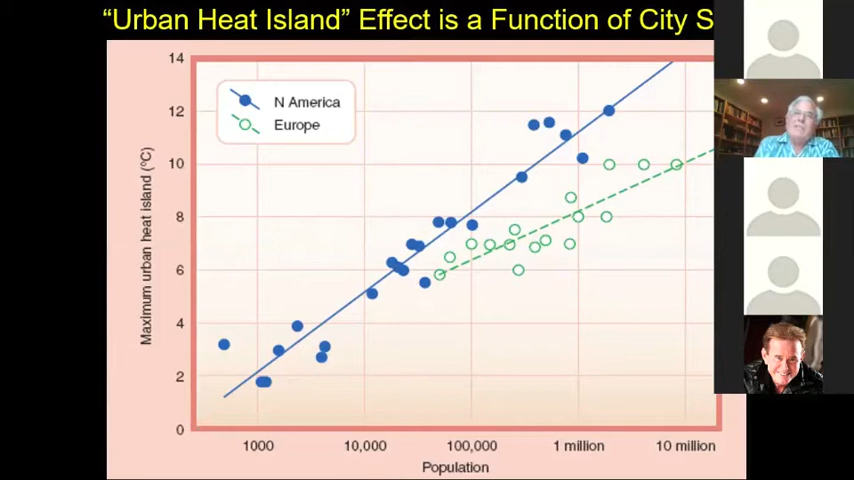 “Urban Heat Island” Effect is a Function of City S
14
N America
Europe
12
10
8
6
4
2
0
Maximum urban heat island (°C)
1000
10,000
100,000
1 million
10 million
Population